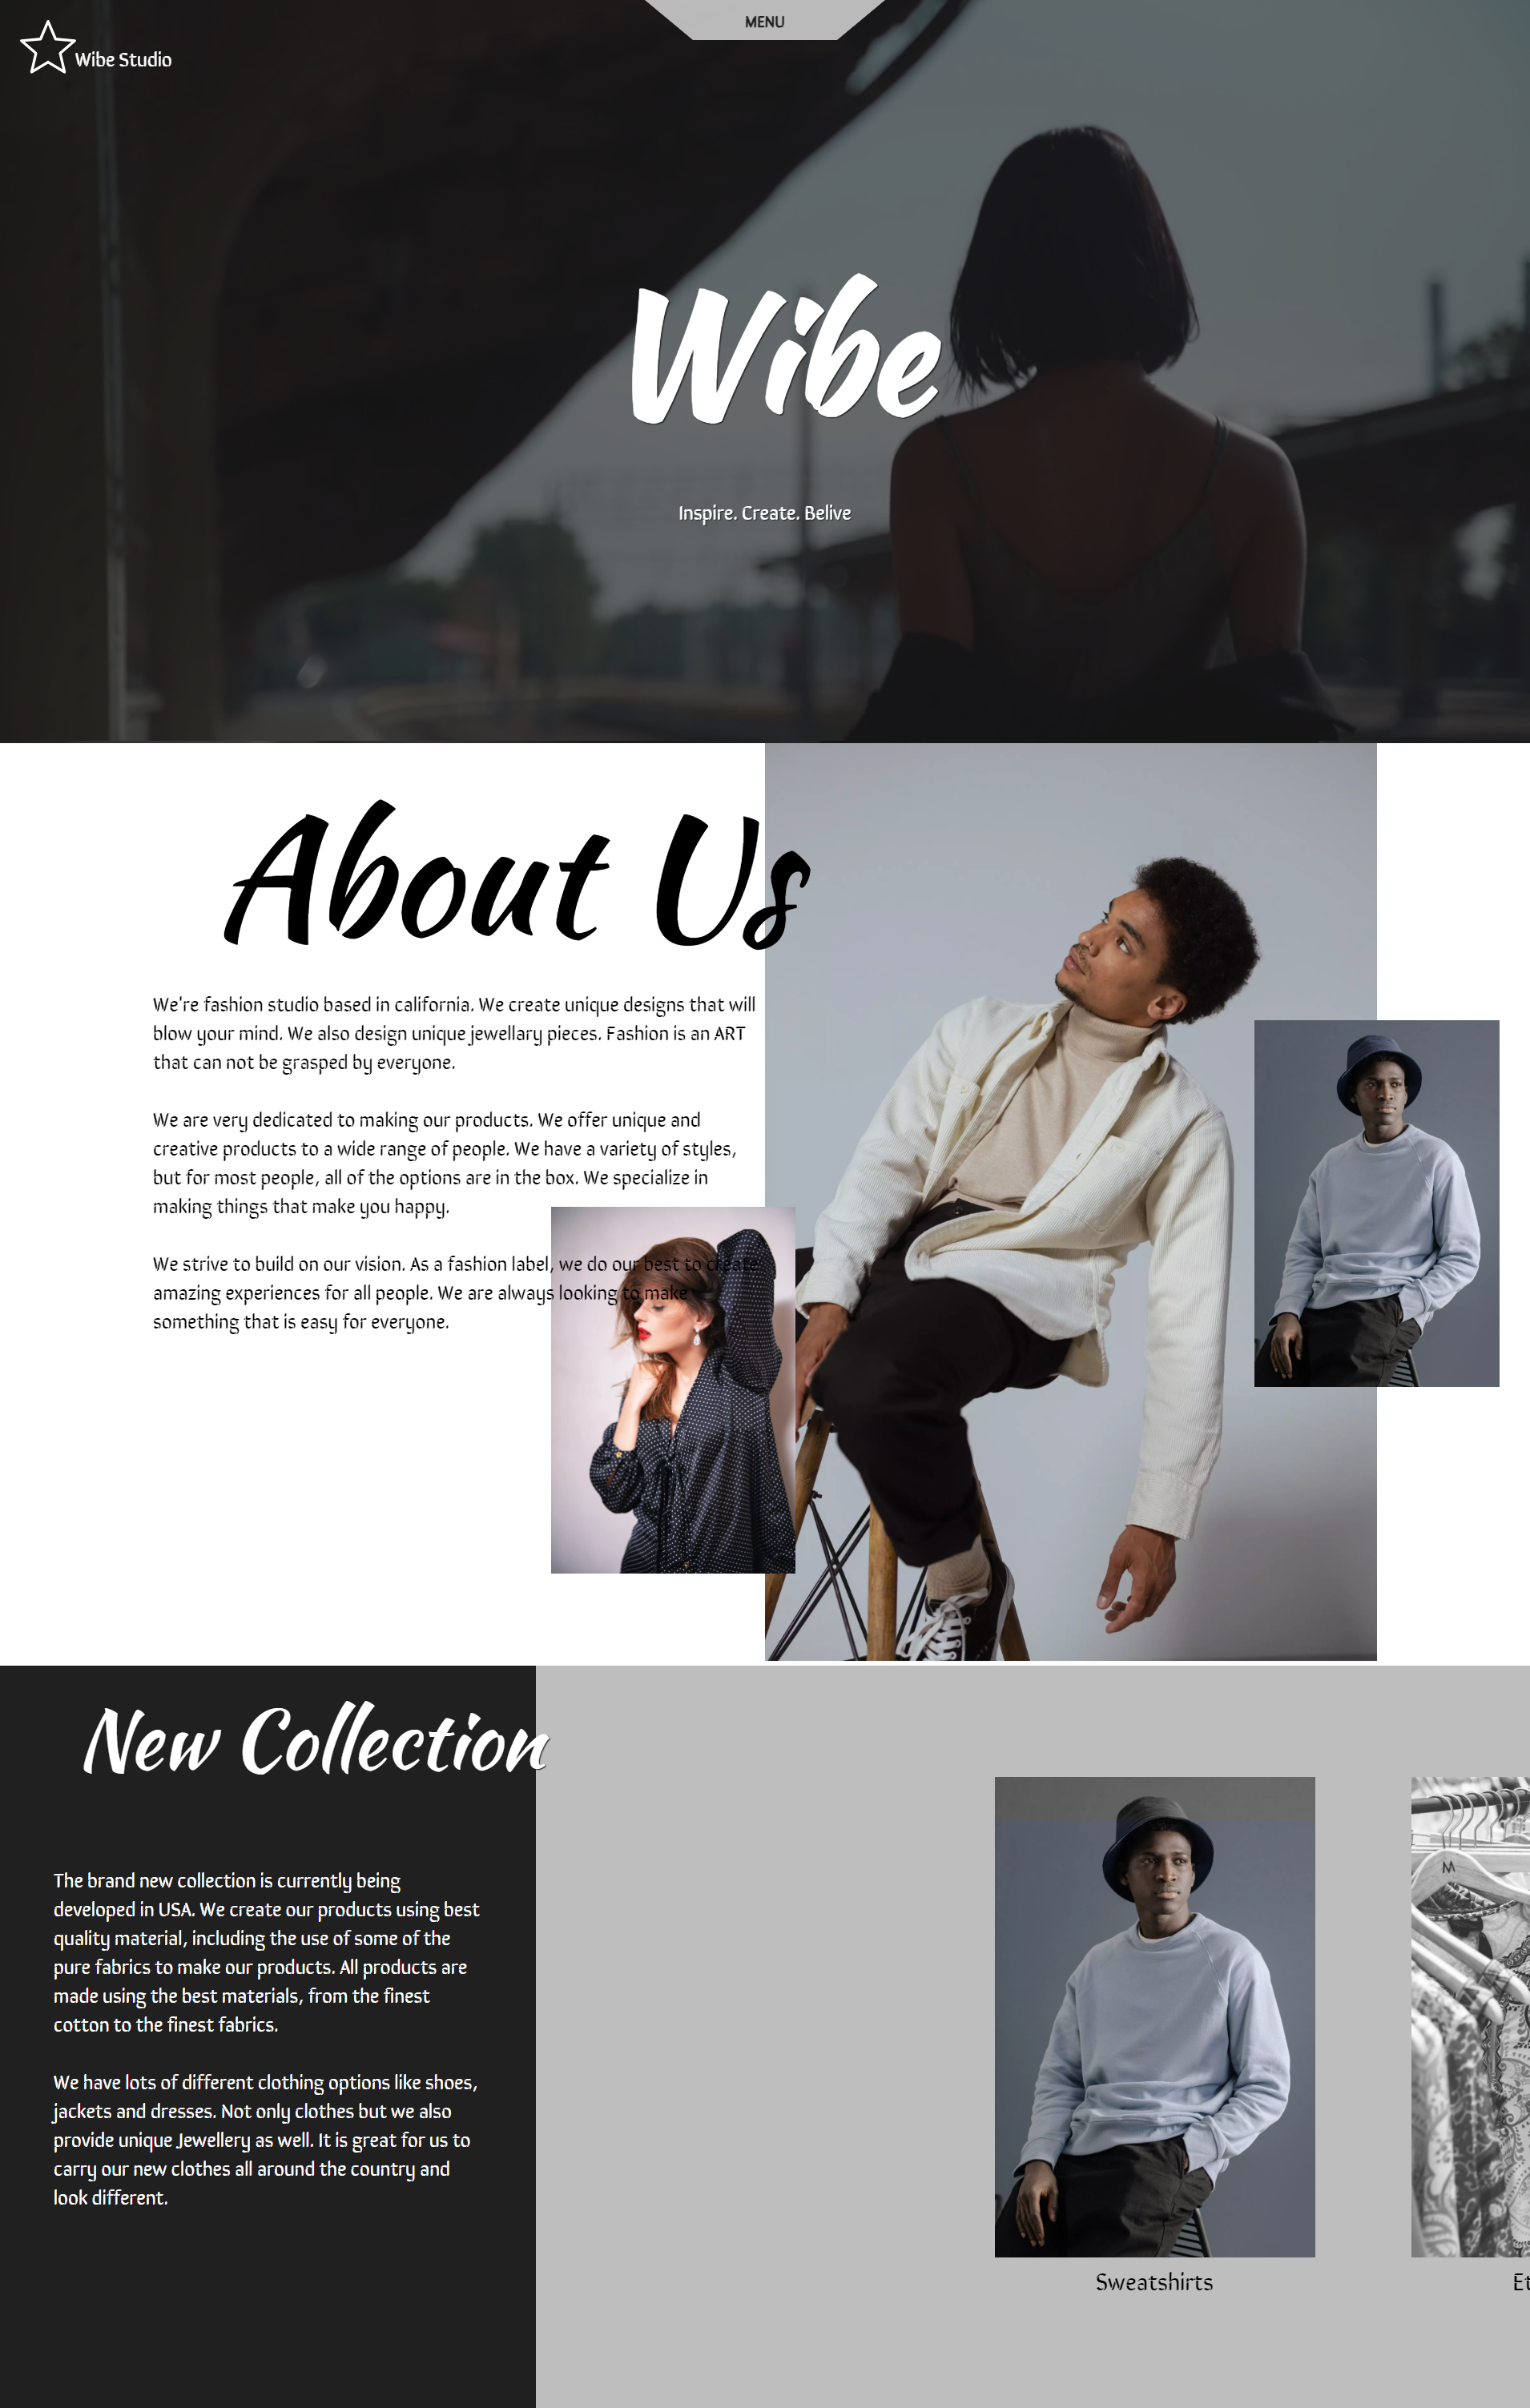 MENU
Wibe Studio
Wibe
Inspire. Create. Belive
About Us
We're fashion studio based in california. We create unique designs that will
blow your mind. We also design unique jewellary pieces. Fashion is an ART
that can not be grasped by everyone.
We are very dedicated to making our products. We offer unique and
creative products to a wide range of people. We have a variety of styles,
but for most people, all of the options are in the box. We specialize in
making things that make you happy.
We strive to build on our vision. As a fashion label, we do our best to create
amazing experiences for all people. We are always looking to make
something that is easy for everyone.
New Collection
The brand new collection is currently being
developed in USA. We create our products using best
quality material, including the use of some of the
pure fabrics to make our products. All products are
made using the best materials, from the finest
cotton to the finest fabrics.
We have lots of different clothing options like shoes,
jackets and dresses. Not only clothes but we also
provide unique Jewellery as well. It is great for us to
carry our new clothes all around the country and
look different.
M
Sweatshirts